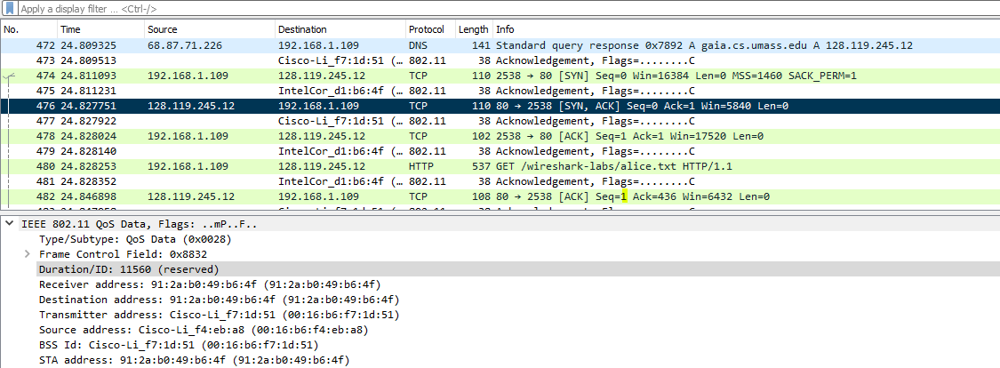 Apply a display filter … <Ctrl-/>
No. Time Source Destination Protocol Length Info
472 24.809325 68.87.71.226 192.168.1.109 DNS 141 Standard query response 0x7892 A gaia.cs.umass.edu A 128.119.245.12
473 24.809513 Cisco-Li_f7:1d:51 (… 802.11 38 Acknowledgement, Flags=........C
474 24.811093 192.168.1.109 128.119.245.12 TCP 110 2538 → 80 [SYN] Seq=0 Win=16384 Len=0 MSS=1460 SACK_PERM=1
475 24.811231 IntelCor_d1:b6:4f (… 802.11 38 Acknowledgement, Flags=........C
476 24.827751 128.119.245.12 192.168.1.109 TCP 110 80 → 2538 [SYN, ACK] Seq=0 Ack=1 Win=5840 Len=0
477 24.827922 Cisco-Li_f7:1d:51 (… 802.11 38 Acknowledgement, Flags=........C
478 24.828024 192.168.1.109 128.119.245.12 TCP 102 2538 → 80 [ACK] Seq=1 Ack=1 Win=17520 Len=0
479 24.828140 IntelCor_d1:b6:4f (… 802.11 38 Acknowledgement, Flags=........C
480 24.828253 192.168.1.109 128.119.245.12 HTTP 537 GET /wireshark-labs/alice.txt HTTP/1.1
481 24.828352 IntelCor_d1:b6:4f (… 802.11 38 Acknowledgement, Flags=........C
482 24.846898 128.119.245.12 192.168.1.109 TCP 108 80 → 2538 [ACK] Seq=1 Ack=436 Win=6432 Len=0
IEEE 802.11 QoS Data, Flags: ..mP..F..
Type/Subtype: QoS Data (0x0028)
Frame Control Field: 0x8832
Duration/ID: 11560 (reserved)
Receiver address: 91:2a:b0:49:b6:4f (91:2a:b0:49:b6:4f)
Destination address: 91:2a:b0:49:b6:4f (91:2a:b0:49:b6:4f)
Transmitter address: Cisco-Li_f7:1d:51 (00:16:b6:f7:1d:51)
Source address: Cisco-Li_f4:eb:a8 (00:16:b6:f4:eb:a8)
BSS Id: Cisco-Li_f7:1d:51 (00:16:b6:f7:1d:51)
STA address: 91:2a:b0:49:b6:4f (91:2a:b0:49:b6:4f)